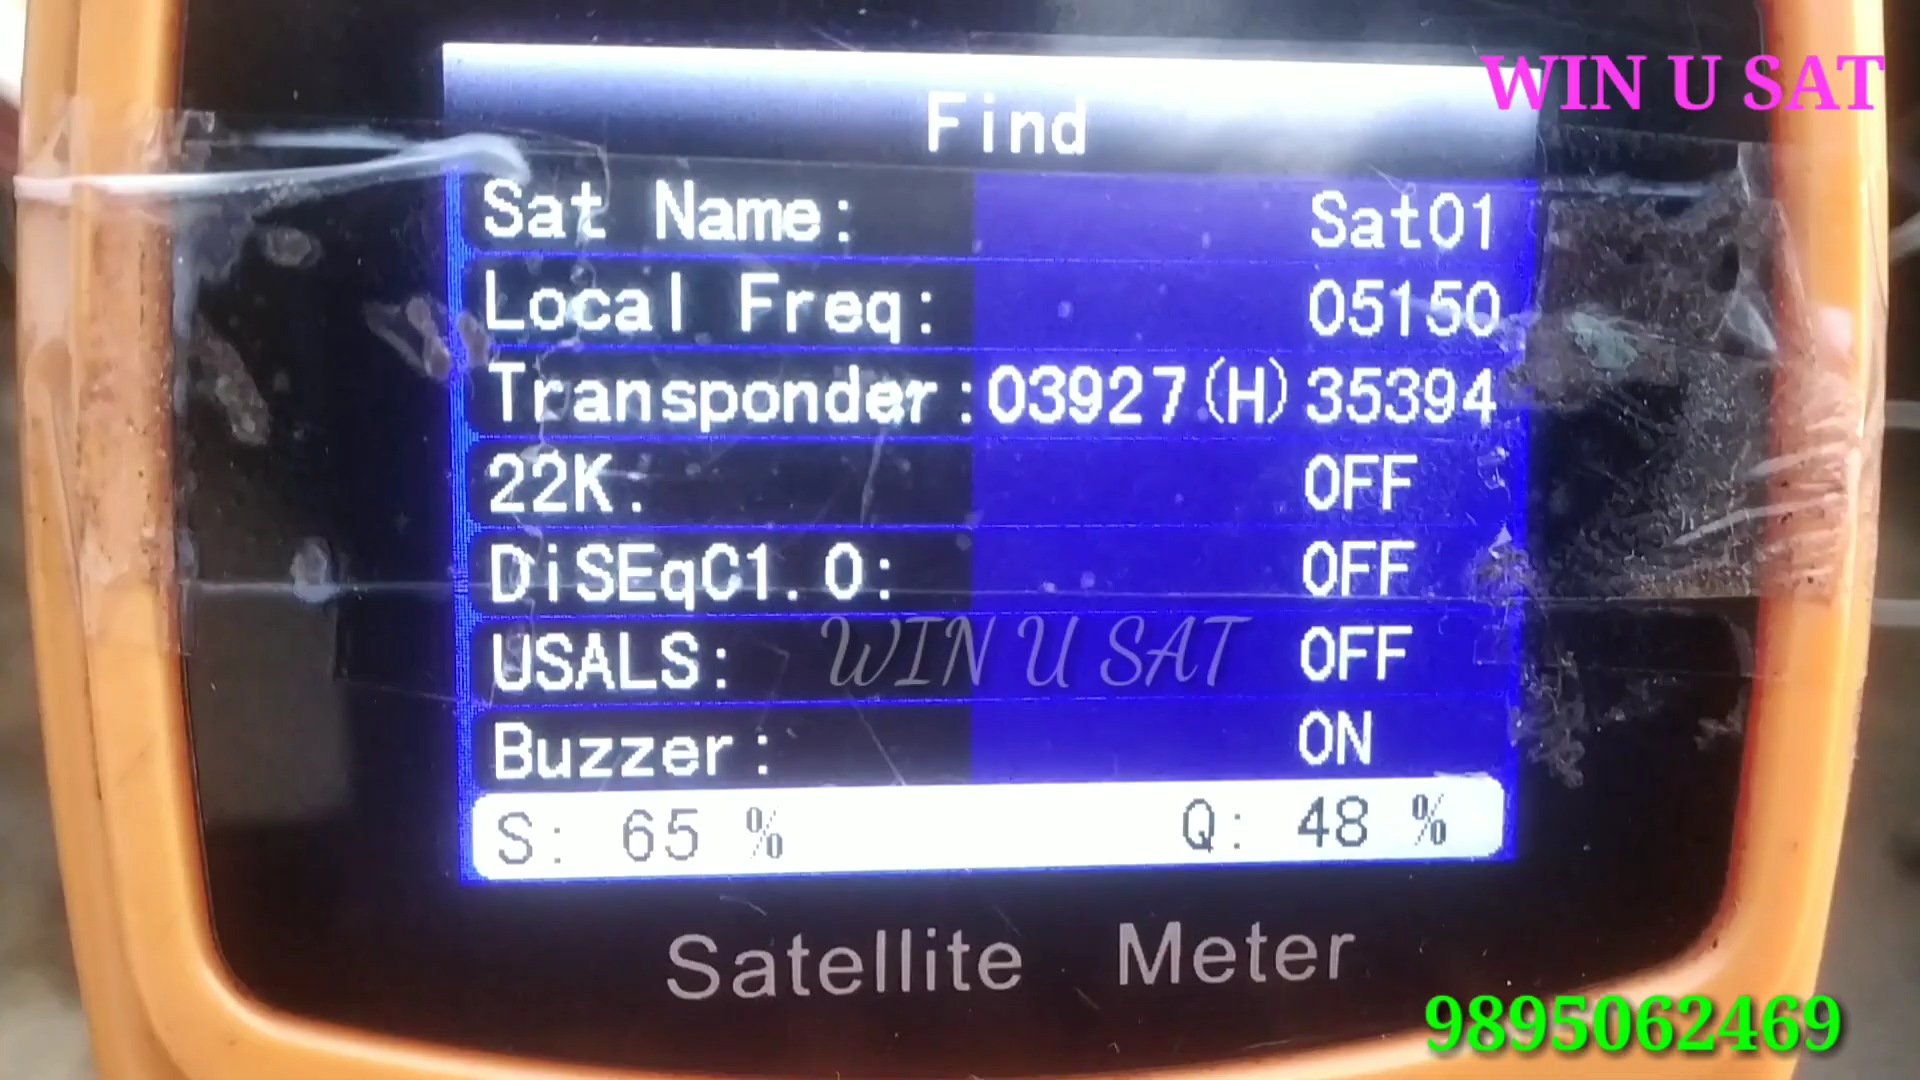 WIN U SAT
Find
Sat Name: Sat01
Local Freq: 05150
Transponder:03927(H)35394
22K: OFF
DiSEqC1.0: OFF
USALS: OFF
WIN U SAT
Buzzer: ON
S: 65 % Q: 48 %
Satellite Meter
9895062469